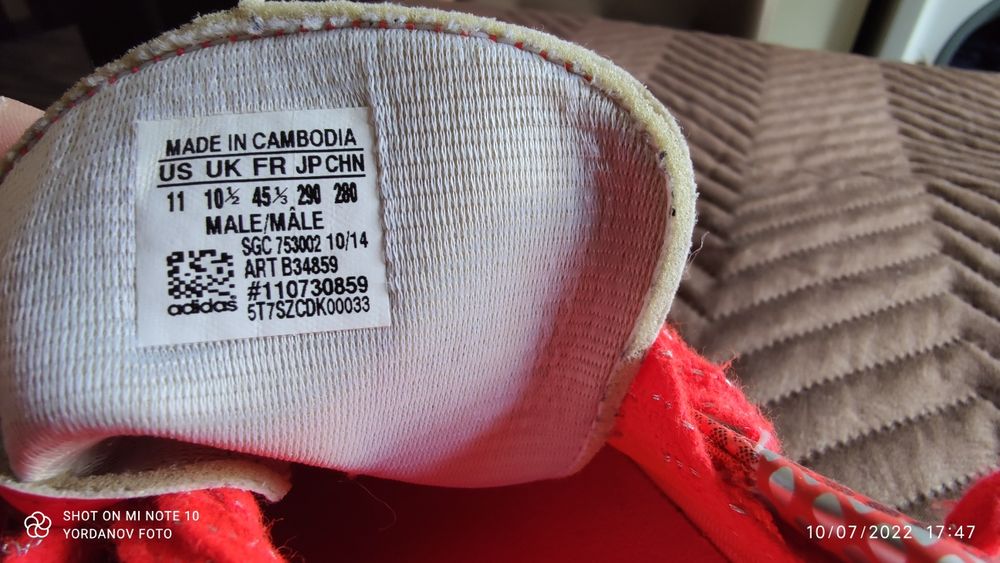 MADE IN CAMBODIA
US UK FR JP CHN
11 10½ 45⅓ 290 280
MALE/MÂLE
SGC 753002 10/14
ART B34859
#110730859
adidas 5T7SZCDK00033
SHOT ON MI NOTE 10
YORDANOV FOTO
10/07/2022 17:47